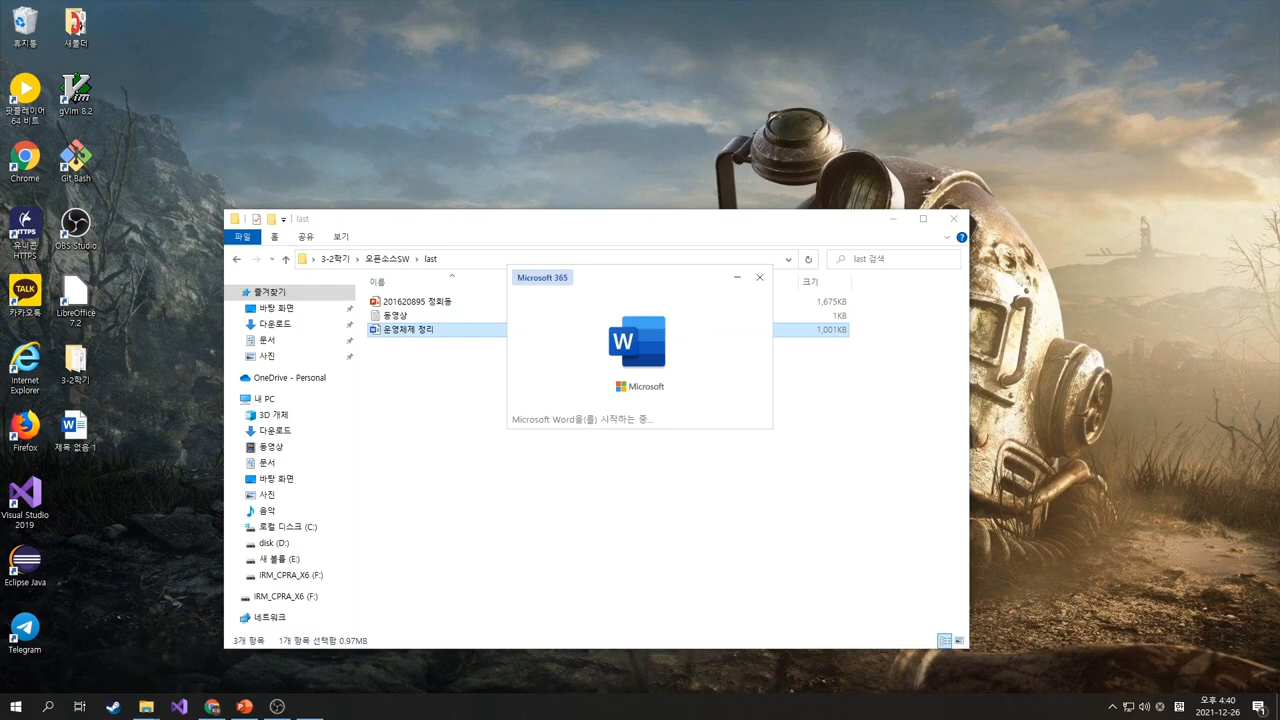 휴지통
새폴더
팟플레이어
64 비트
gVim 8.2
Chrome
Git Bash
유니콘
HTTPS
HTTPS
OBS Studio
TALK
카카오톡
LibreOffice
7.2
Internet
Explorer
3-2학기
Firefox
제목 없음 1
Visual Studio
2019
Eclipse Java
Telegram
last
파일
홈
공유
보기
3-2학기
오픈소스SW
last
last 검색
이름
크기
즐겨찾기
바탕 화면
다운로드
문서
사진
OneDrive - Personal
내 PC
3D 개체
다운로드
동영상
문서
바탕 화면
사진
음악
로컬 디스크 (C:)
disk (D:)
새 볼륨 (E:)
IRM_CPRA_X6 (F:)
IRM_CPRA_X6 (F:)
네트워크
201620895 정회동
1,675KB
동영상
1KB
운영체제 정리
1,001KB
3개 항목
1개 항목 선택함 0.97MB
Microsoft 365
W
Microsoft
Microsoft Word을(를) 시작하는 중...
오후 4:40
2021-12-26
1